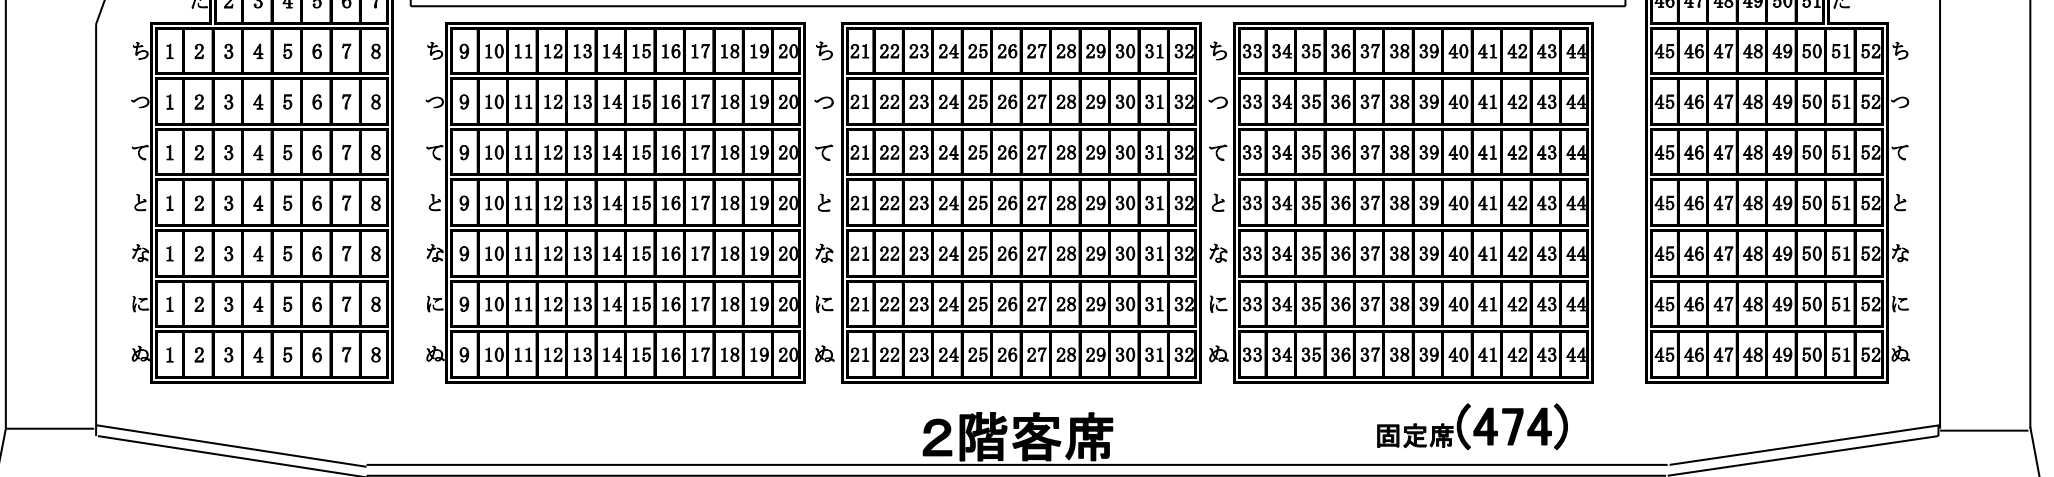 た 2 3 4 5 6 7 46 47 48 49 50 51 た
ち 1 2 3 4 5 6 7 8 ち 9 10 11 12 13 14 15 16 17 18 19 20 ち 21 22 23 24 25 26 27 28 29 30 31 32 ち 33 34 35 36 37 38 39 40 41 42 43 44 45 46 47 48 49 50 51 52 ち
つ 1 2 3 4 5 6 7 8 つ 9 10 11 12 13 14 15 16 17 18 19 20 つ 21 22 23 24 25 26 27 28 29 30 31 32 つ 33 34 35 36 37 38 39 40 41 42 43 44 45 46 47 48 49 50 51 52 つ
て 1 2 3 4 5 6 7 8 て 9 10 11 12 13 14 15 16 17 18 19 20 て 21 22 23 24 25 26 27 28 29 30 31 32 て 33 34 35 36 37 38 39 40 41 42 43 44 45 46 47 48 49 50 51 52 て
と 1 2 3 4 5 6 7 8 と 9 10 11 12 13 14 15 16 17 18 19 20 と 21 22 23 24 25 26 27 28 29 30 31 32 と 33 34 35 36 37 38 39 40 41 42 43 44 45 46 47 48 49 50 51 52 と
な 1 2 3 4 5 6 7 8 な 9 10 11 12 13 14 15 16 17 18 19 20 な 21 22 23 24 25 26 27 28 29 30 31 32 な 33 34 35 36 37 38 39 40 41 42 43 44 45 46 47 48 49 50 51 52 な
に 1 2 3 4 5 6 7 8 に 9 10 11 12 13 14 15 16 17 18 19 20 に 21 22 23 24 25 26 27 28 29 30 31 32 に 33 34 35 36 37 38 39 40 41 42 43 44 45 46 47 48 49 50 51 52 に
ぬ 1 2 3 4 5 6 7 8 ぬ 9 10 11 12 13 14 15 16 17 18 19 20 ぬ 21 22 23 24 25 26 27 28 29 30 31 32 ぬ 33 34 35 36 37 38 39 40 41 42 43 44 45 46 47 48 49 50 51 52 ぬ
2階客席 固定席(474)